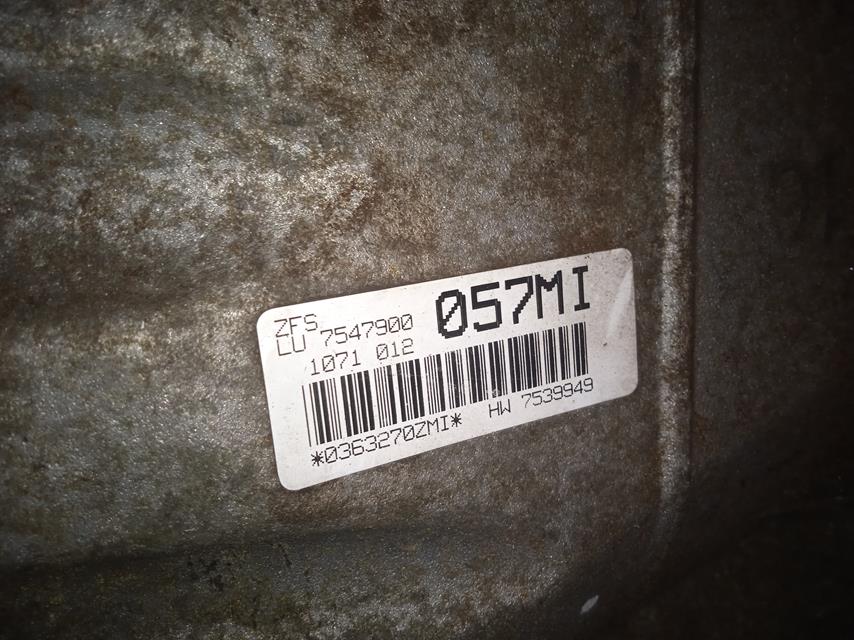 ZFS 057MI
LU 7547900
1071 012
*0363270ZMI* HW 7539949